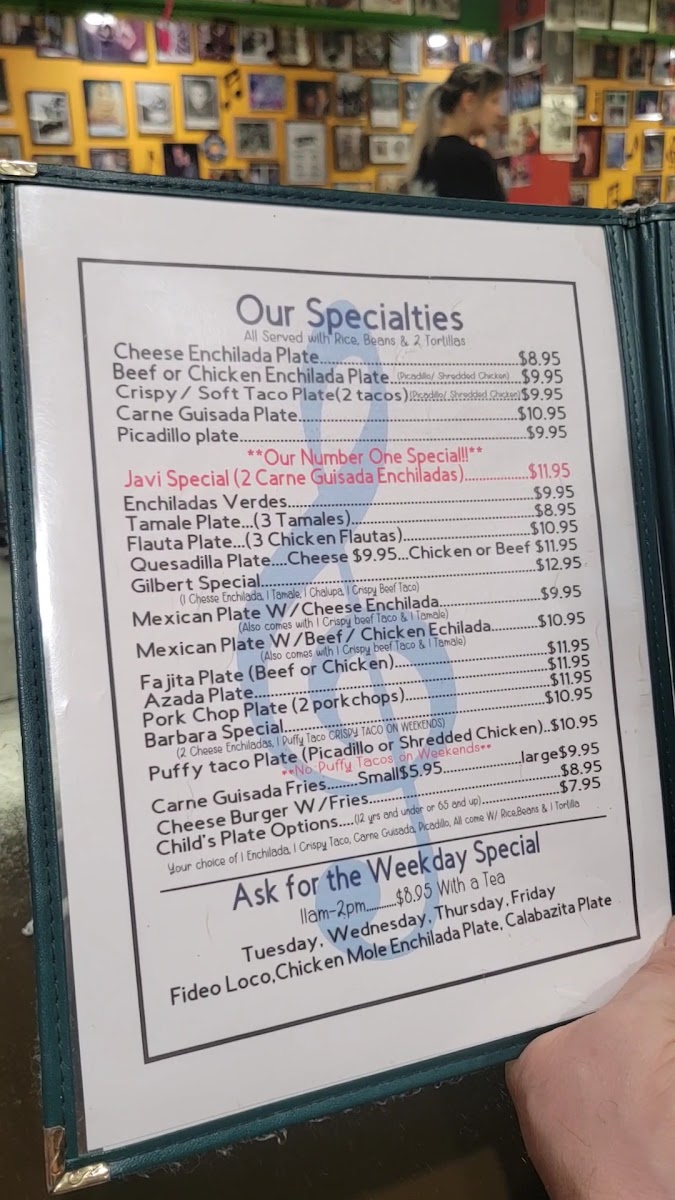 Our Specialties
All Served with Rice, Beans & 2 Tortillas
Cheese Enchilada Plate...............$8.95
Beef or Chicken Enchilada Plate..(Picadillo/ Shredded Chicken)...$9.95
Crispy/ Soft Taco Plate(2 tacos)(Picadillo/ Shredded Chicken)$9.95
Carne Guisada Plate...............$10.95
Picadillo plate...............$9.95
**Our Number One Special!!**
Javi Special (2 Carne Guisada Enchiladas)...............$11.95
Enchiladas Verdes...............$9.95
Tamale Plate...(3 Tamales)...............$8.95
Flauta Plate...(3 Chicken Flautas)...............$10.95
Quesadilla Plate....Cheese $9.95...Chicken or Beef $11.95
Gilbert Special...............$12.95
(1 Chesse Enchilada, 1 Tamale, 1 Chalupa, 1 Crispy Beef Taco)
Mexican Plate W/Cheese Enchilada...............$9.95
(Also comes with 1 Crispy beef Taco & 1 Tamale)
Mexican Plate W/Beef/ Chicken Echilada...........$10.95
(Also comes with 1 Crispy beef Taco & 1 Tamale)
Fajita Plate (Beef or Chicken)...............$11.95
Azada Plate...............$11.95
Pork Chop Plate (2 porkchops)...............$11.95
Barbara Special...............$10.95
(2 Cheese Enchiladas, 1 Puffy Taco CRISPY TACO ON WEEKENDS)
Puffy taco Plate (Picadillo or Shredded Chicken)..$10.95
**No Puffy Tacos on Weekends**
Carne Guisada Fries........Small$5.95...............large$9.95
Cheese Burger W/Fries...............$8.95
Child's Plate Options....(12 yrs and under or 65 and up)...............$7.95
Your choice of 1 Enchilada, 1 Crispy Taco, Carne Guisada, Picadillo, All come W/ Rice,Beans & 1 Tortilla
Ask for the Weekday Special
11am-2pm..........$8.95 With a Tea
Tuesday, Wednesday, Thursday, Friday
Fideo Loco,Chicken Mole Enchilada Plate, Calabazita Plate